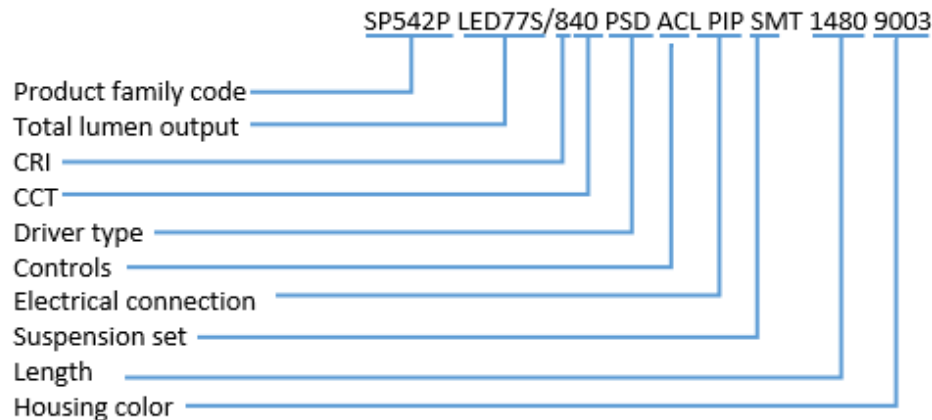 SP542P LED77S/840 PSD ACL PIP SMT 1480 9003
Product family code
Total lumen output
CRI
CCT
Driver type
Controls
Electrical connection
Suspension set
Length
Housing color